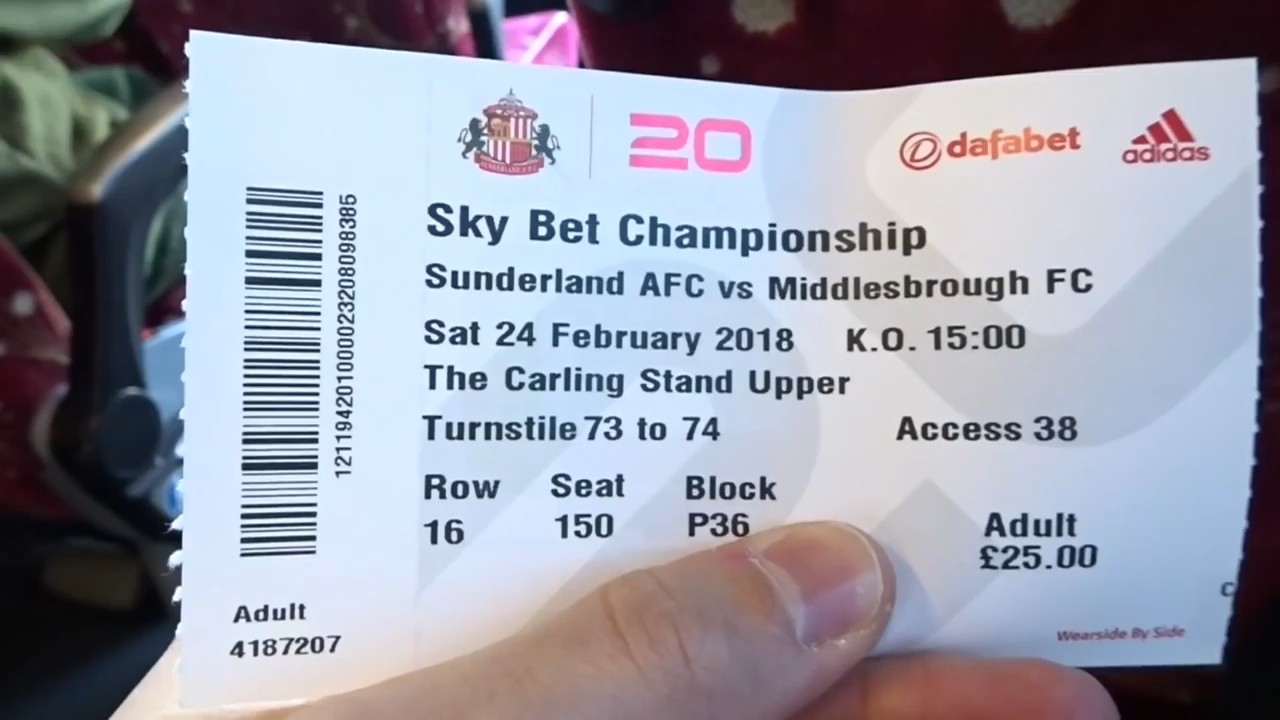 20
dafabet
adidas
Sky Bet Championship
Sunderland AFC vs Middlesbrough FC
Sat 24 February 2018 K.O. 15:00
The Carling Stand Upper
Turnstile 73 to 74 Access 38
Row Seat Block
16 150 P36
Adult
£25.00
Wearside By Side
1211942010000023208098385
Adult
4187207